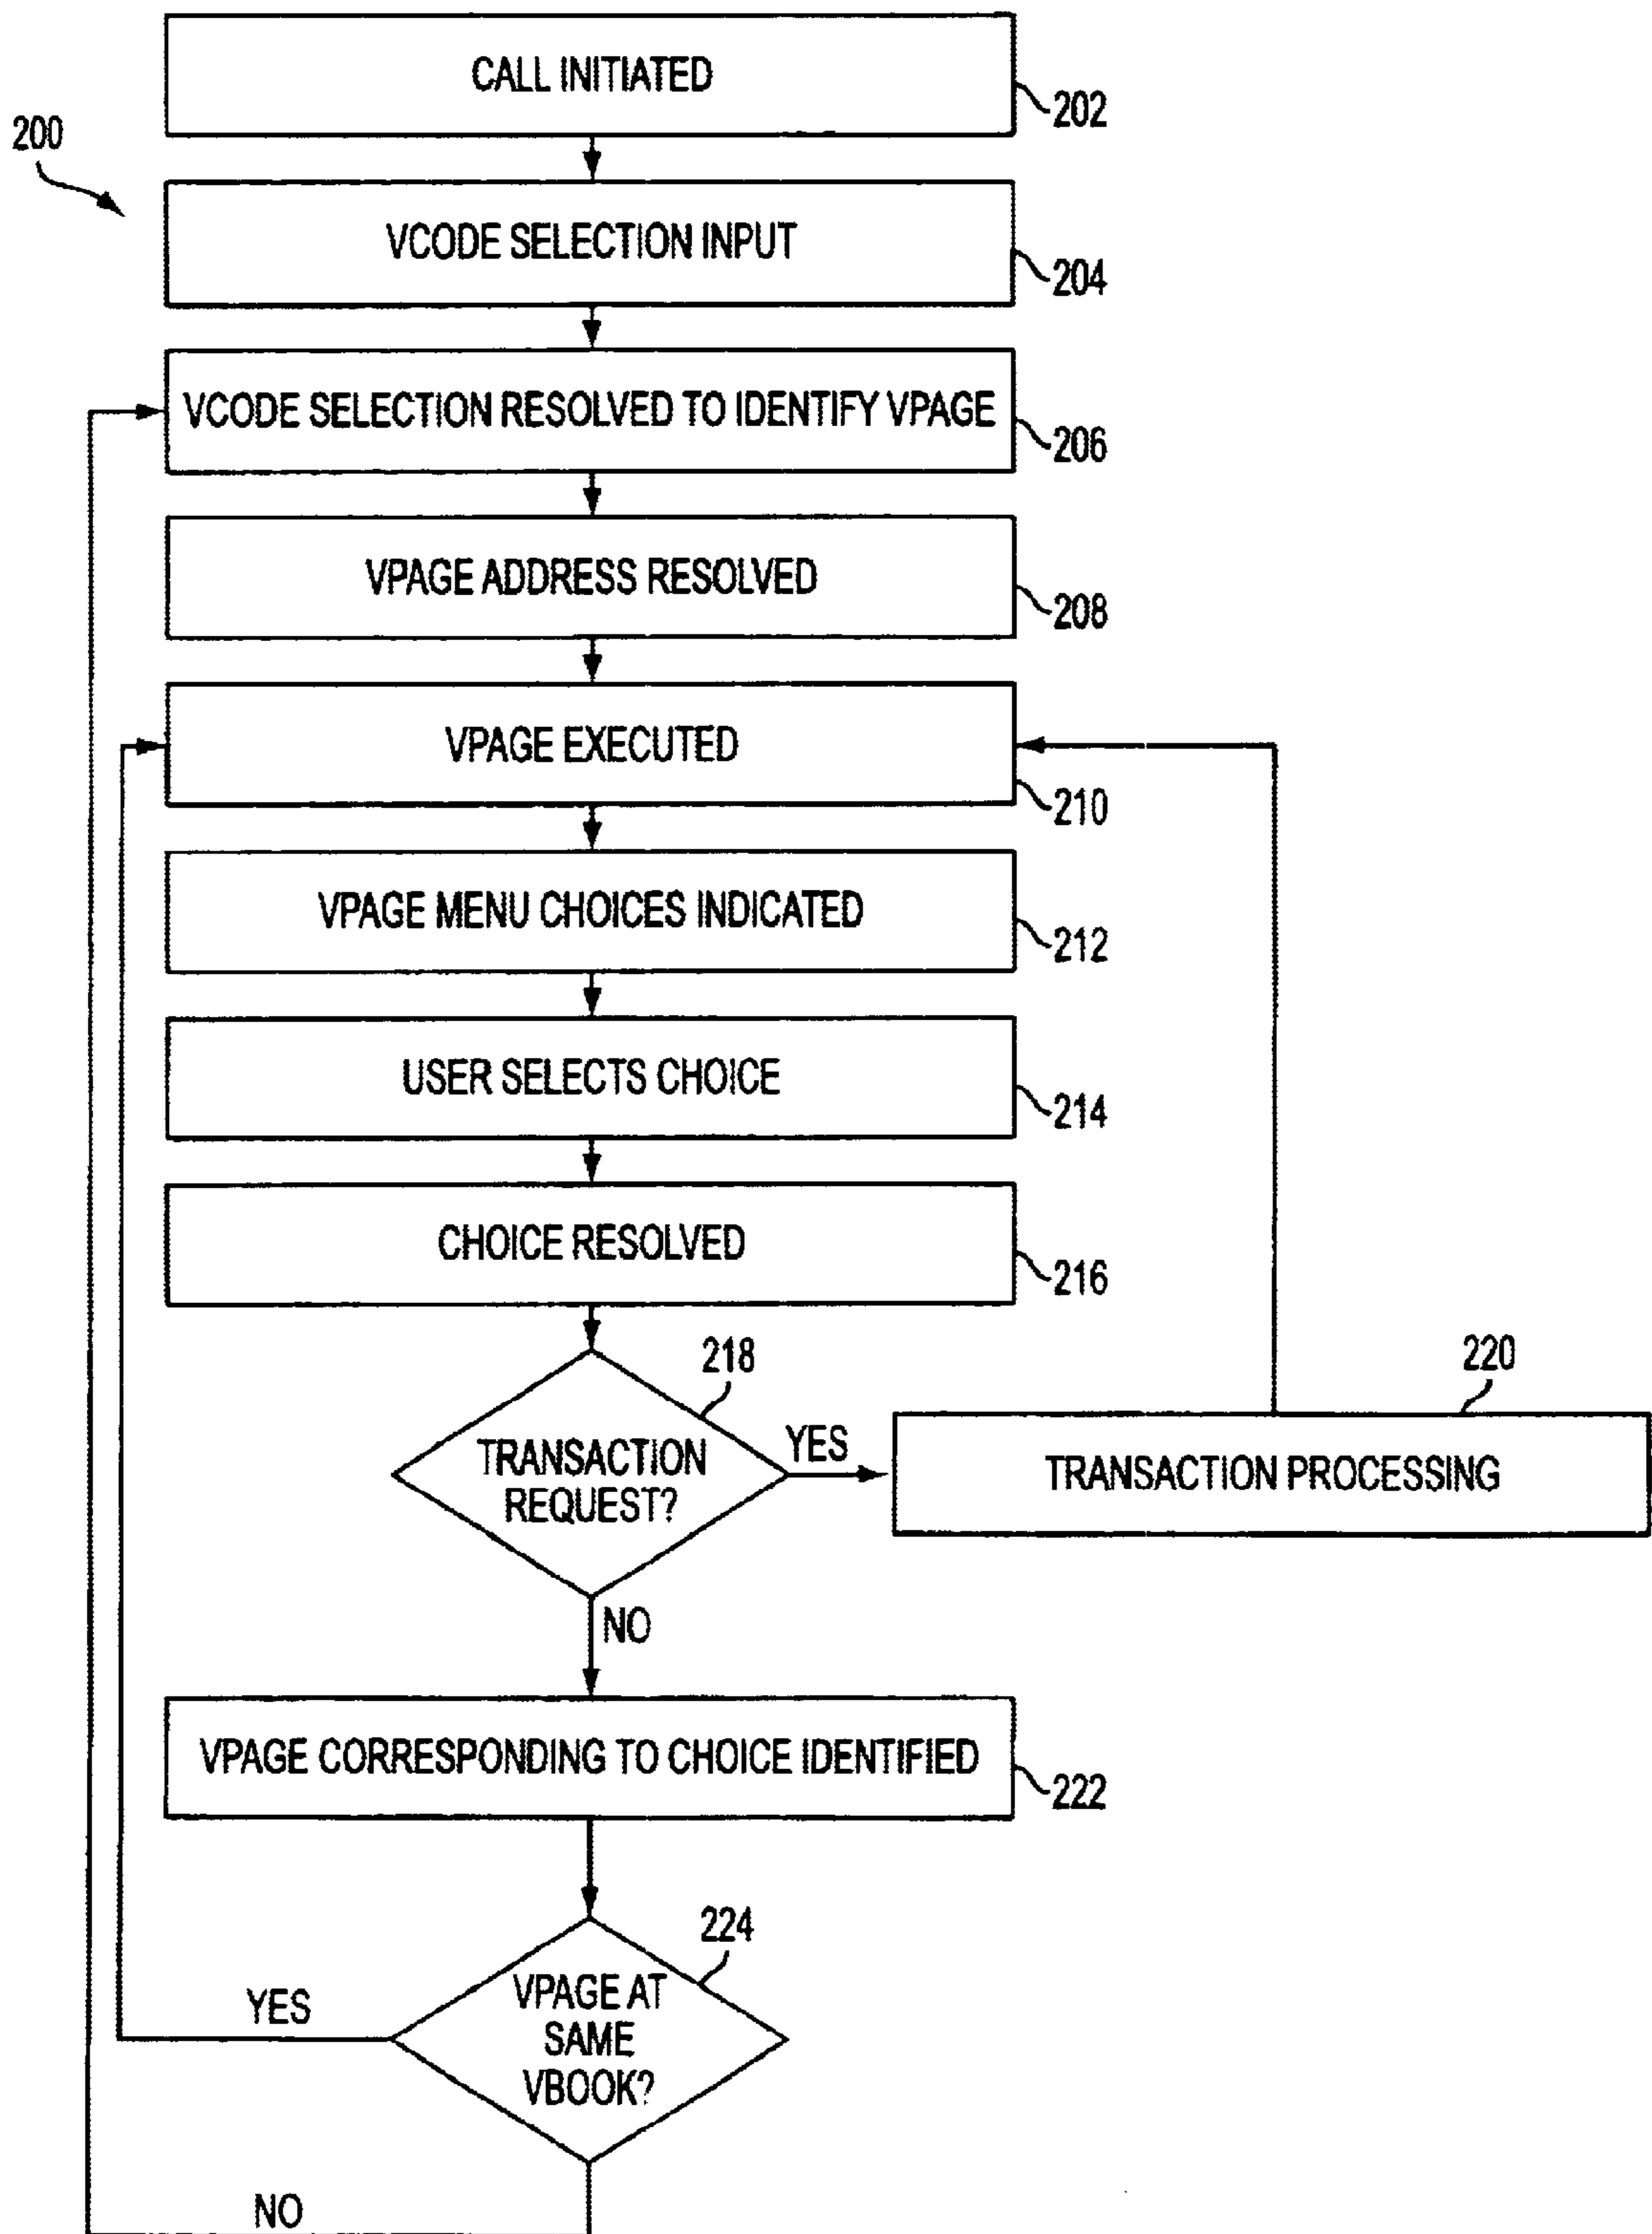 CALL INITIATED
202
200
VCODE SELECTION INPUT
204
VCODE SELECTION RESOLVED TO IDENTIFY VPAGE
206
VPAGE ADDRESS RESOLVED
208
VPAGE EXECUTED
210
VPAGE MENU CHOICES INDICATED
212
USER SELECTS CHOICE
214
CHOICE RESOLVED
216
218
TRANSACTION
REQUEST?
YES
220
TRANSACTION PROCESSING
NO
VPAGE CORRESPONDING TO CHOICE IDENTIFIED
222
224
VPAGE AT
SAME
VBOOK?
YES
NO